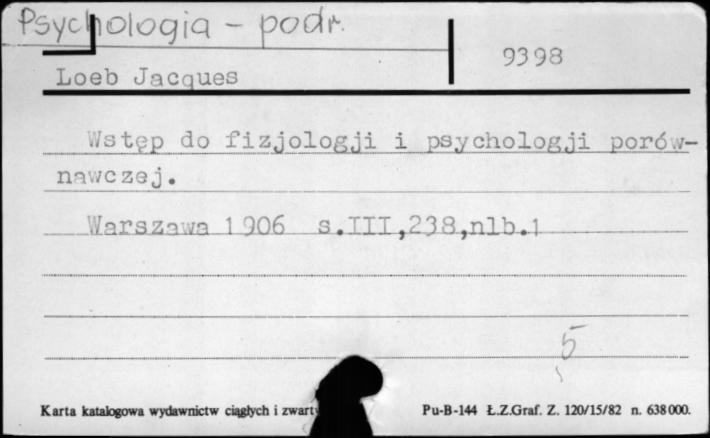 Psychologia - podr.
9398
Loeb Jacques
Wstęp do fizjologji i psychologji porów-
nawczej.
Warszawa 1906 s.III,238,nlb.1
5
Karta katalogowa wydawnictw ciągłych i zwart
Pu-B-144 Ł.Z.Graf. Z. 120/15/82 n. 638000.